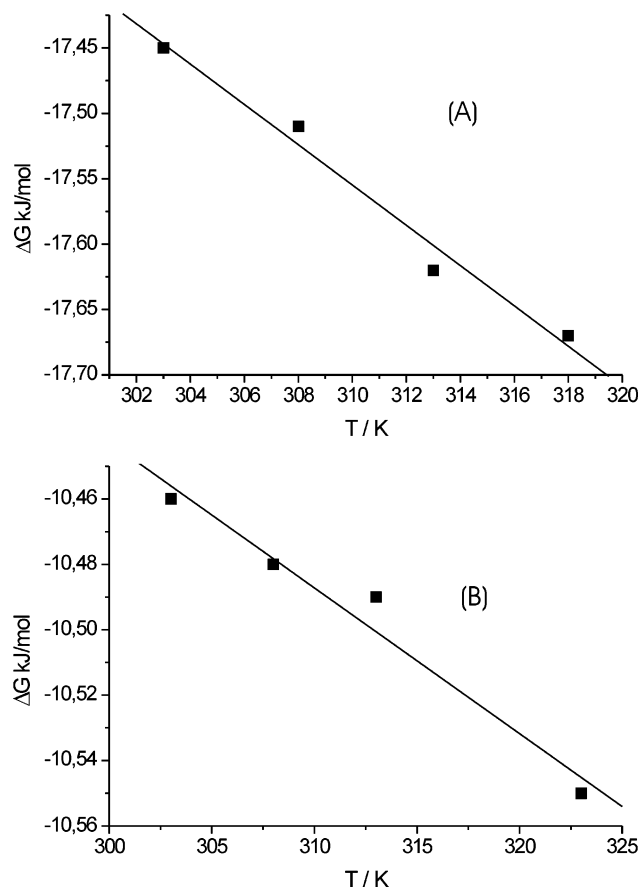 -17,45
-17,50
-17,55
-17,60
-17,65
-17,70
ΔG kJ/mol
(A)
302 304 306 308 310 312 314 316 318 320
T / K
-10,46
-10,48
-10,50
-10,52
-10,54
-10,56
ΔG kJ/mol
(B)
300 305 310 315 320 325
T / K